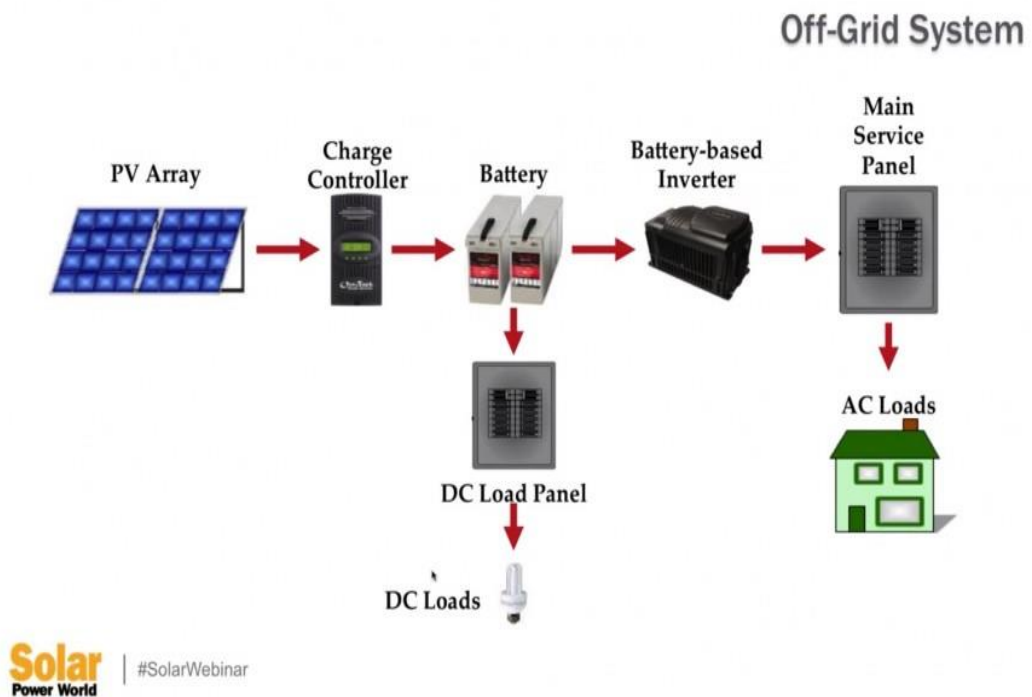 Off-Grid System
PV Array
Charge
Controller
Battery
Battery-based
Inverter
Main
Service
Panel
DC Load Panel
DC Loads
AC Loads
Solar
Power World
#SolarWebinar